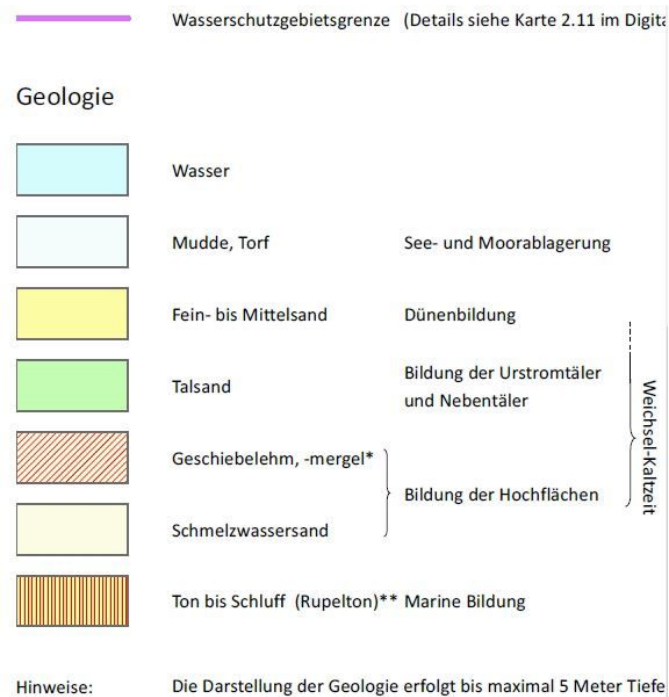 Wasserschutzgebietsgrenze (Details siehe Karte 2.11 im Digita
Geologie
Wasser
Mudde, Torf See- und Moorablagerung
Fein- bis Mittelsand Dünenbildung
Talsand Bildung der Urstromtäler
und Nebentäler
Geschiebelehm, -mergel*
Bildung der Hochflächen
Schmelzwassersand
Weichsel-Kaltzeit
Ton bis Schluff (Rupelton)** Marine Bildung
Hinweise: Die Darstellung der Geologie erfolgt bis maximal 5 Meter Tiefe